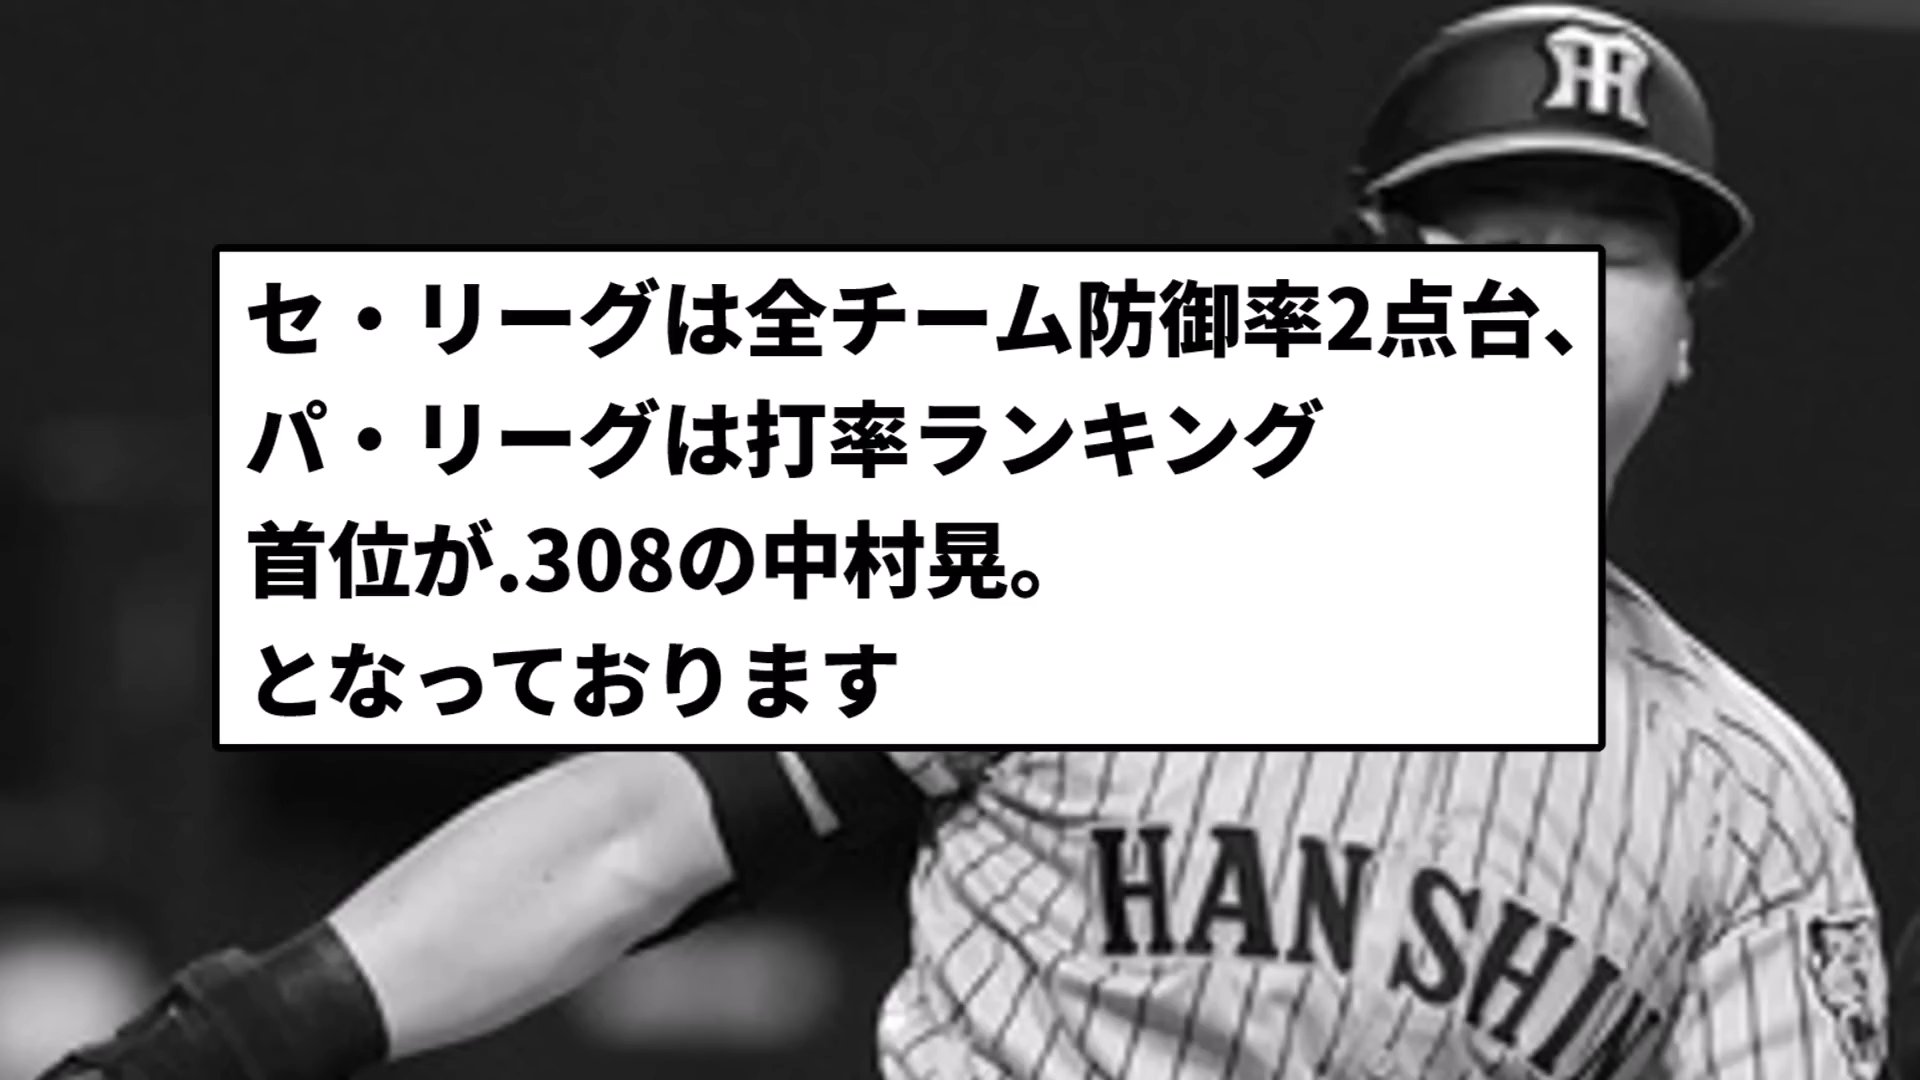 セ・リーグは全チーム防御率2点台、
パ・リーグは打率ランキング
首位が.308の中村晃。
となっております
HT
HANSHIN